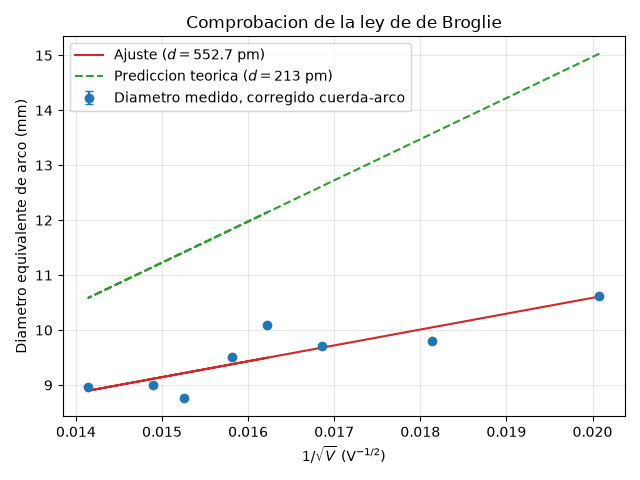 Comprobacion de la ley de de Broglie
Ajuste (d = 552.7 pm)
Prediccion teorica (d = 213 pm)
Diametro medido, corregido cuerda-arco
Diametro equivalente de arco (mm)
15
14
13
12
11
10
9
0.014 0.015 0.016 0.017 0.018 0.019 0.020
1/√V (V⁻¹/²)